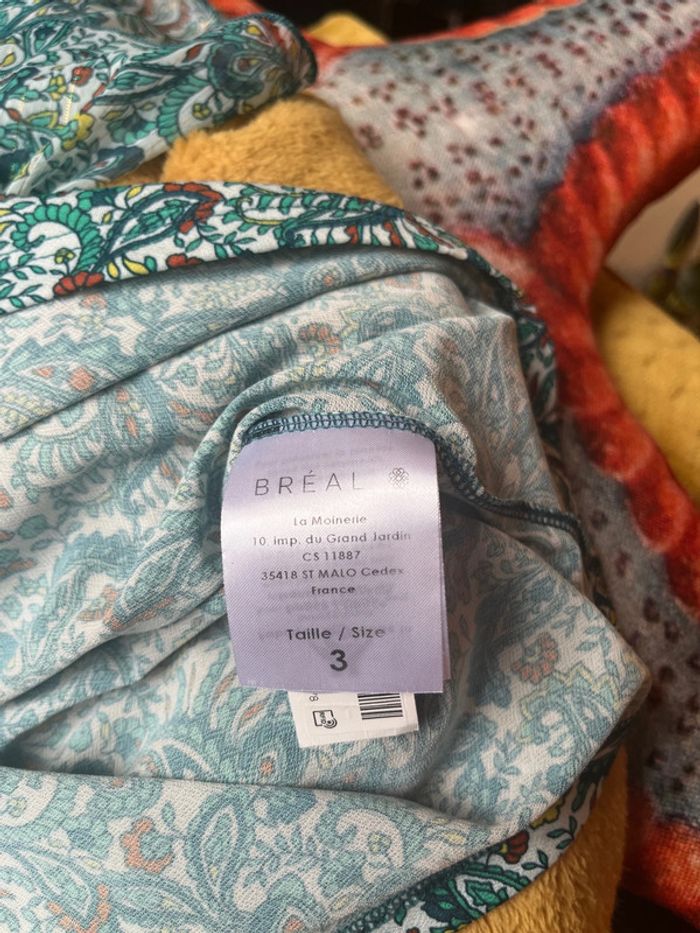 BRÉAL
La Moinerie
10, imp. du Grand Jardin
CS 11887
35418 ST MALO Cedex
France
Taille / Size
3